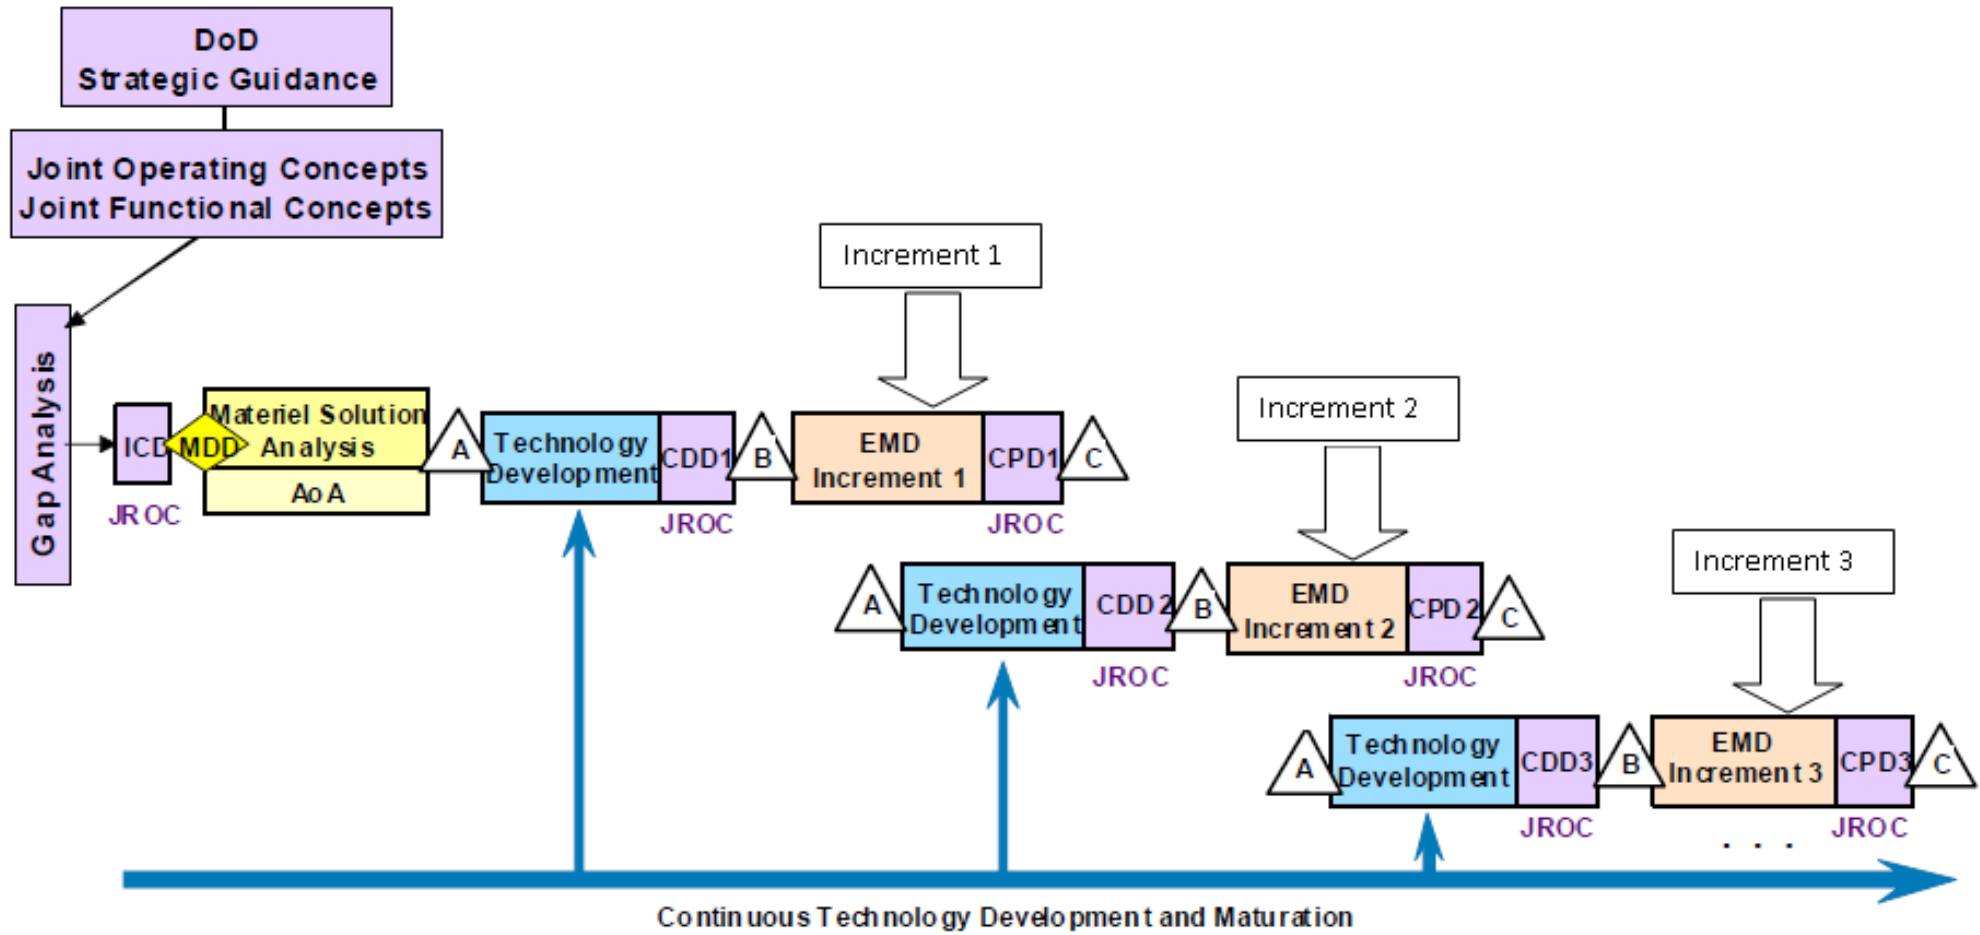 DoD
Strategic Guidance
Joint Operating Concepts
Joint Functional Concepts
Gap Analysis
ICD
JROC
MDD
Materiel Solution
Analysis
AoA
A
Technology
Development
CDD1
JROC
B
Increment 1
EMD
Increment 1
CPD1
JROC
C
A
Technology
Development
CDD2
JROC
B
Increment 2
EMD
Increment 2
CPD2
JROC
C
A
Technology
Development
CDD3
JROC
B
Increment 3
EMD
Increment 3
CPD3
JROC
C
. . .
Continuous Technology Development and Maturation